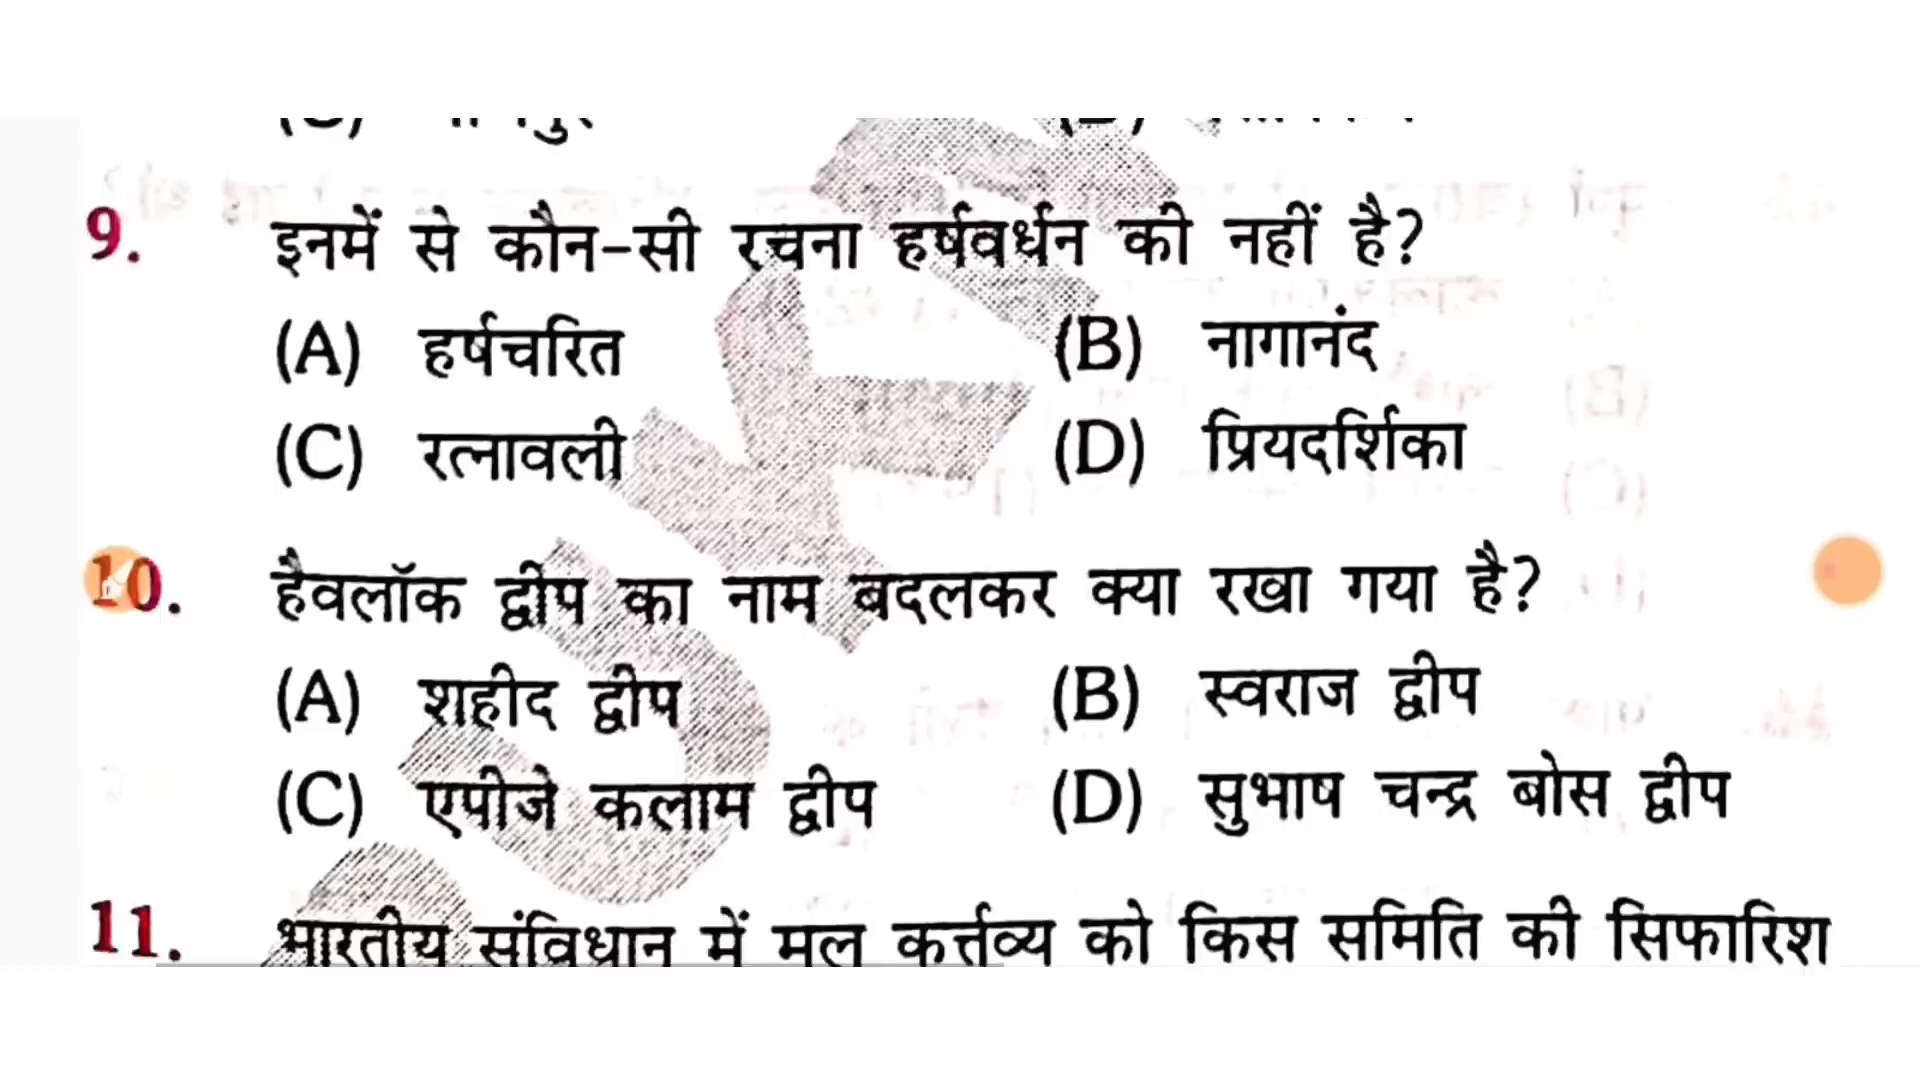 9. इनमें से कौन-सी रचना हर्षवर्धन की नहीं है?
(A) हर्षचरित (B) नागानंद
(C) रत्नावली (D) प्रियदर्शिका
10. हैवलॉक द्वीप का नाम बदलकर क्या रखा गया है?
(A) शहीद द्वीप (B) स्वराज द्वीप
(C) एपीजे कलाम द्वीप (D) सुभाष चन्द्र बोस द्वीप
11. भारतीय संविधान में मूल कर्त्तव्य को किस समिति की सिफारिश